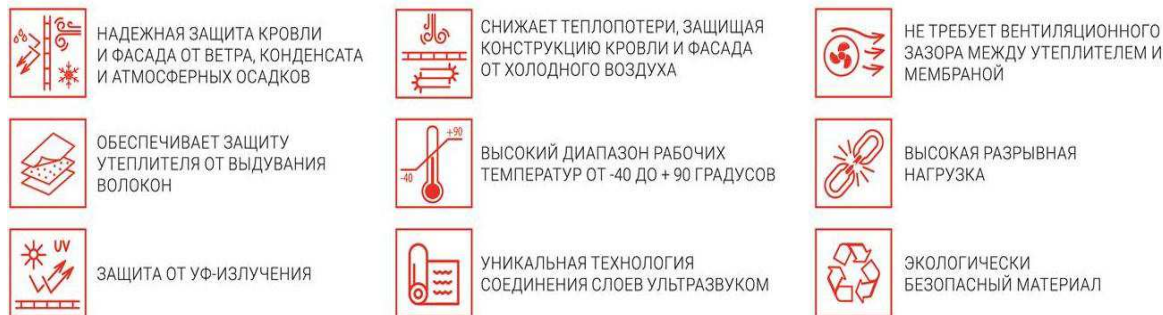 НАДЕЖНАЯ ЗАЩИТА КРОВЛИ
И ФАСАДА ОТ ВЕТРА, КОНДЕНСАТА
И АТМОСФЕРНЫХ ОСАДКОВ
СНИЖАЕТ ТЕПЛОПОТЕРИ, ЗАЩИЩАЯ
КОНСТРУКЦИЮ КРОВЛИ И ФАСАДА
ОТ ХОЛОДНОГО ВОЗДУХА
НЕ ТРЕБУЕТ ВЕНТИЛЯЦИОННОГО
ЗАЗОРА МЕЖДУ УТЕПЛИТЕЛЕМ И
МЕМБРАНОЙ
ОБЕСПЕЧИВАЕТ ЗАЩИТУ
УТЕПЛИТЕЛЯ ОТ ВЫДУВАНИЯ
ВОЛОКОН
+90
-40
ВЫСОКИЙ ДИАПАЗОН РАБОЧИХ
ТЕМПЕРАТУР ОТ -40 ДО + 90 ГРАДУСОВ
ВЫСОКАЯ РАЗРЫВНАЯ
НАГРУЗКА
UV
ЗАЩИТА ОТ УФ-ИЗЛУЧЕНИЯ
УНИКАЛЬНАЯ ТЕХНОЛОГИЯ
СОЕДИНЕНИЯ СЛОЕВ УЛЬТРАЗВУКОМ
ЭКОЛОГИЧЕСКИ
БЕЗОПАСНЫЙ МАТЕРИАЛ